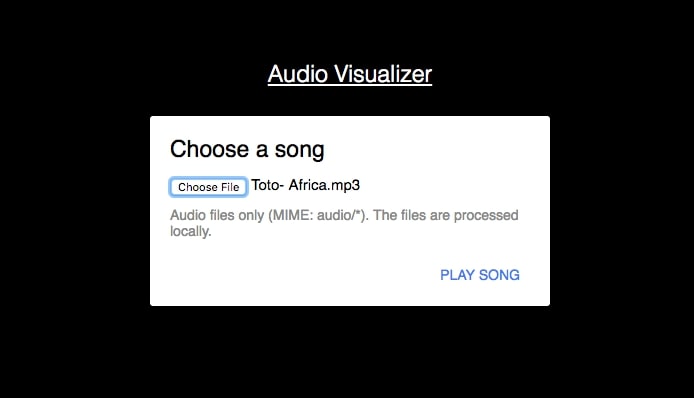 Audio Visualizer
Choose a song
Choose File Toto- Africa.mp3
Audio files only (MIME: audio/*). The files are processed
locally.
PLAY SONG